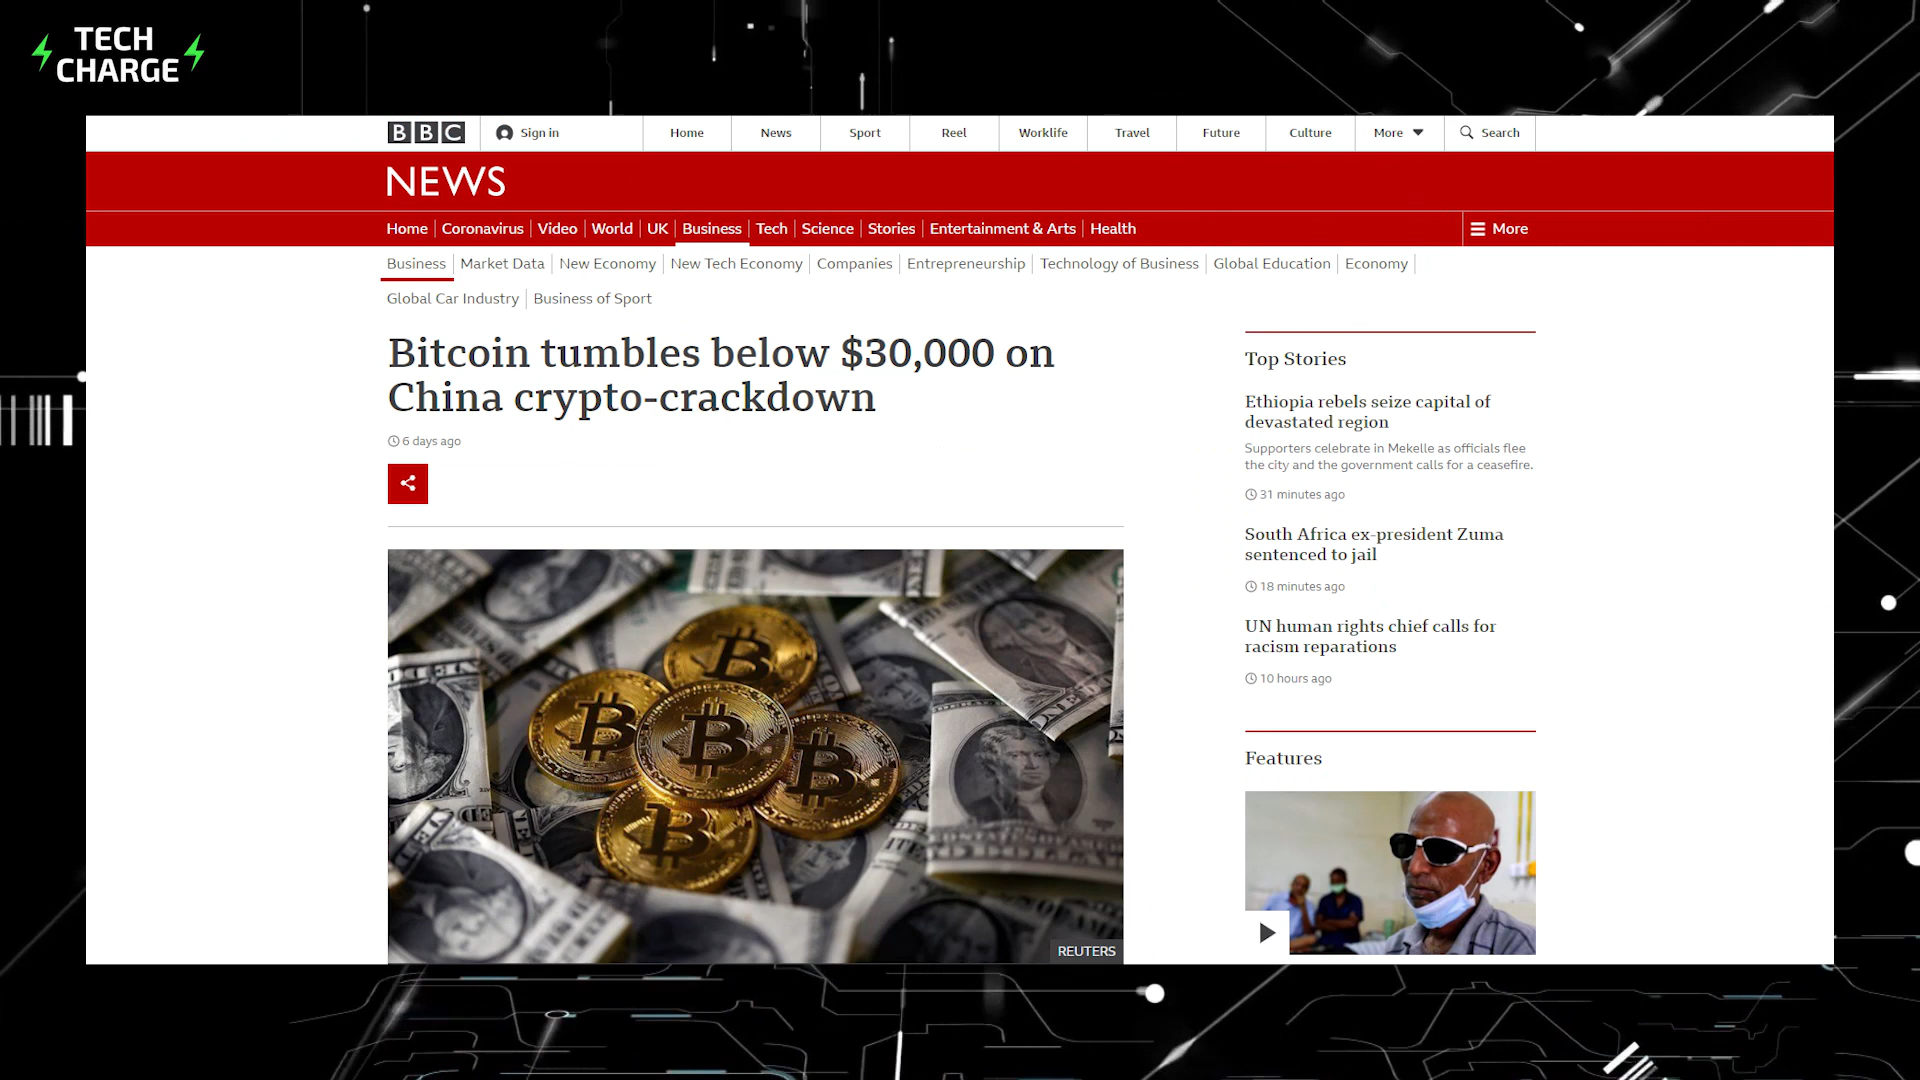 TECH
CHARGE
BBC
Sign in
Home
News
Sport
Reel
Worklife
Travel
Future
Culture
More
Search
NEWS
Home
Coronavirus
Video
World
UK
Business
Tech
Science
Stories
Entertainment & Arts
Health
More
Business
Market Data
New Economy
New Tech Economy
Companies
Entrepreneurship
Technology of Business
Global Education
Economy
Global Car Industry
Business of Sport
Bitcoin tumbles below $30,000 on
China crypto-crackdown
6 days ago
REUTERS
Top Stories
Ethiopia rebels seize capital of
devastated region
Supporters celebrate in Mekelle as officials flee
the city and the government calls for a ceasefire.
31 minutes ago
South Africa ex-president Zuma
sentenced to jail
18 minutes ago
UN human rights chief calls for
racism reparations
10 hours ago
Features